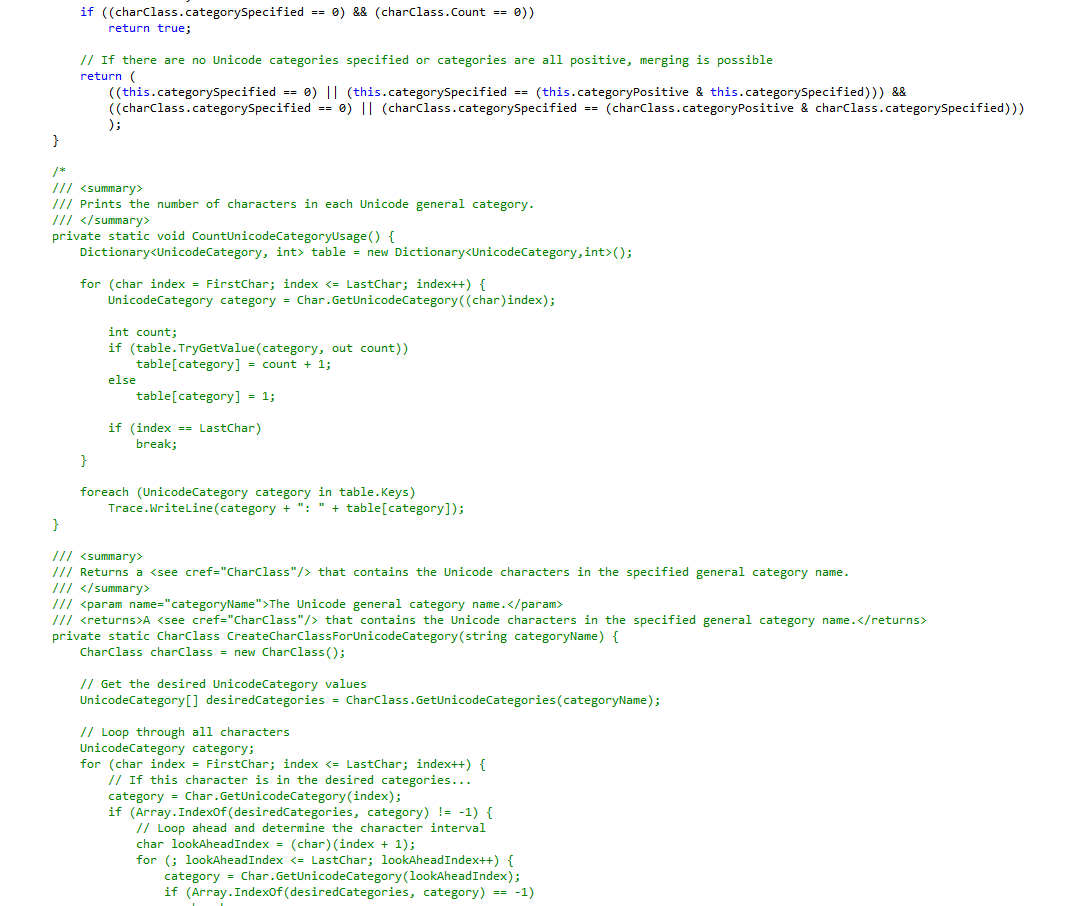 if ((charClass.categorySpecified == 0) && (charClass.Count == 0))
return true;
// If there are no Unicode categories specified or categories are all positive, merging is possible
return (
((this.categorySpecified == 0) || (this.categorySpecified == (this.categoryPositive & this.categorySpecified))) &&
((charClass.categorySpecified == 0) || (charClass.categorySpecified == (charClass.categoryPositive & charClass.categorySpecified)))
);
}
/*
/// <summary>
/// Prints the number of characters in each Unicode general category.
/// </summary>
private static void CountUnicodeCategoryUsage() {
Dictionary<UnicodeCategory, int> table = new Dictionary<UnicodeCategory,int>();
for (char index = FirstChar; index <= LastChar; index++) {
UnicodeCategory category = Char.GetUnicodeCategory((char)index);
int count;
if (table.TryGetValue(category, out count))
table[category] = count + 1;
else
table[category] = 1;
if (index == LastChar)
break;
}
foreach (UnicodeCategory category in table.Keys)
Trace.WriteLine(category + ": " + table[category]);
}
/// <summary>
/// Returns a <see cref="CharClass"/> that contains the Unicode characters in the specified general category name.
/// </summary>
/// <param name="categoryName">The Unicode general category name.</param>
/// <returns>A <see cref="CharClass"/> that contains the Unicode characters in the specified general category name.</returns>
private static CharClass CreateCharClassForUnicodeCategory(string categoryName) {
CharClass charClass = new CharClass();
// Get the desired UnicodeCategory values
UnicodeCategory[] desiredCategories = CharClass.GetUnicodeCategories(categoryName);
// Loop through all characters
UnicodeCategory category;
for (char index = FirstChar; index <= LastChar; index++) {
// If this character is in the desired categories...
category = Char.GetUnicodeCategory(index);
if (Array.IndexOf(desiredCategories, category) != -1) {
// Loop ahead and determine the character interval
char lookAheadIndex = (char)(index + 1);
for (; lookAheadIndex <= LastChar; lookAheadIndex++) {
category = Char.GetUnicodeCategory(lookAheadIndex);
if (Array.IndexOf(desiredCategories, category) == -1)